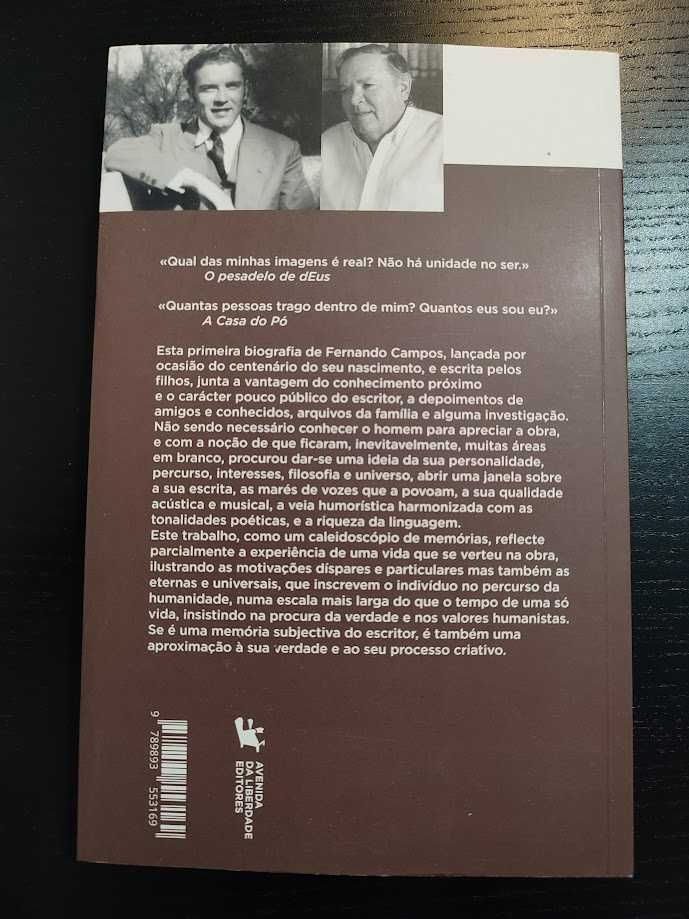 «Qual das minhas imagens é real? Não há unidade no ser.»
O pesadelo de dEus
«Quantas pessoas trago dentro de mim? Quantos eus sou eu?»
A Casa do Pó
Esta primeira biografia de Fernando Campos, lançada por
ocasião do centenário do seu nascimento, e escrita pelos
filhos, junta a vantagem do conhecimento próximo
e o carácter pouco público do escritor, a depoimentos de
amigos e conhecidos, arquivos da família e alguma investigação.
Não sendo necessário conhecer o homem para apreciar a obra,
e com a noção de que ficaram, inevitavelmente, muitas áreas
em branco, procurou dar-se uma ideia da sua personalidade,
percurso, interesses, filosofia e universo, abrir uma janela sobre
a sua escrita, as marés de vozes que a povoam, a sua qualidade
acústica e musical, a veia humorística harmonizada com as
tonalidades poéticas, e a riqueza da linguagem.
Este trabalho, como um caleidoscópio de memórias, reflecte
parcialmente a experiência de uma vida que se verteu na obra,
ilustrando as motivações díspares e particulares mas também as
eternas e universais, que inscrevem o indivíduo no percurso da
humanidade, numa escala mais larga do que o tempo de uma só
vida, insistindo na procura da verdade e nos valores humanistas.
Se é uma memória subjectiva do escritor, é também uma
aproximação à sua verdade e ao seu processo criativo.
9 789893 553169
AVENIDA
DA LIBERDADE
EDITORES